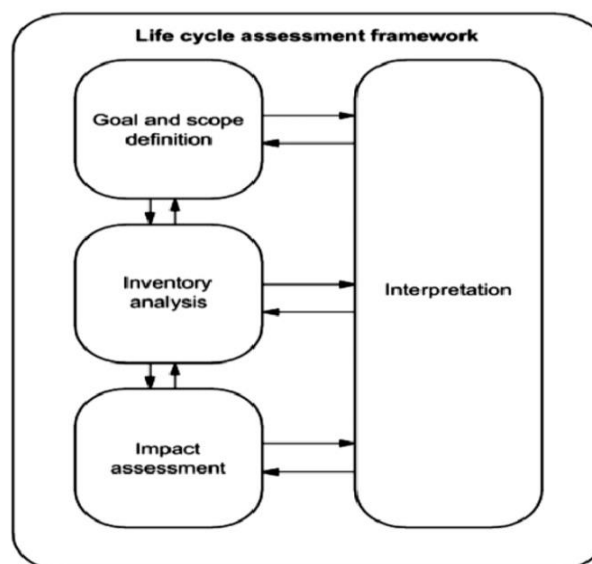 Life cycle assessment framework
Goal and scope
definition
Inventory
analysis
Interpretation
Impact
assessment